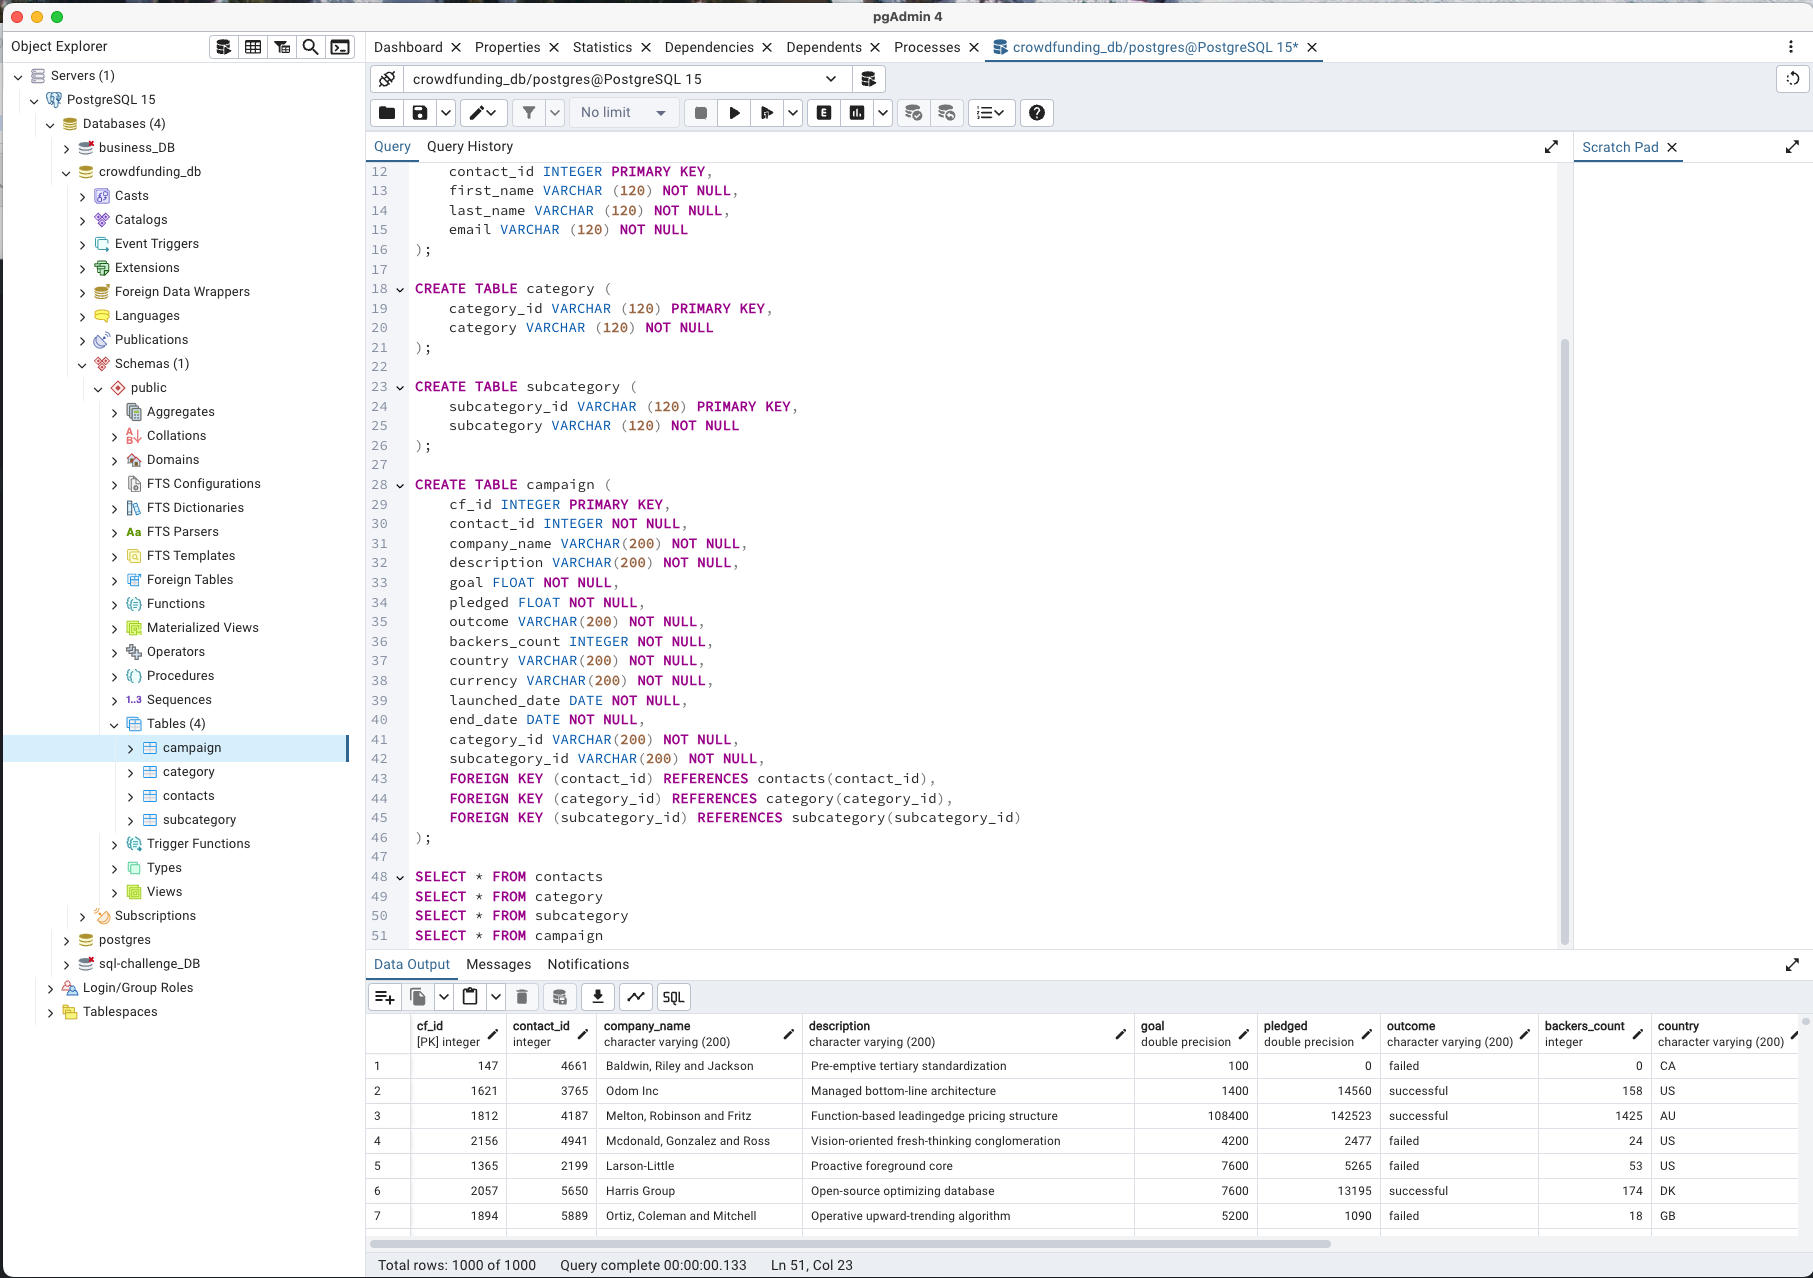 pgAdmin 4
Object Explorer
Servers (1)
PostgreSQL 15
Databases (4)
business_DB
crowdfunding_db
Casts
Catalogs
Event Triggers
Extensions
Foreign Data Wrappers
Languages
Publications
Schemas (1)
public
Aggregates
Collations
Domains
FTS Configurations
FTS Dictionaries
Aa FTS Parsers
FTS Templates
Foreign Tables
Functions
Materialized Views
Operators
Procedures
1..3 Sequences
Tables (4)
campaign
category
contacts
subcategory
Trigger Functions
Types
Views
Subscriptions
postgres
sql-challenge_DB
Login/Group Roles
Tablespaces
Dashboard Properties Statistics Dependencies Dependents Processes crowdfunding_db/postgres@PostgreSQL 15*
crowdfunding_db/postgres@PostgreSQL 15
No limit E
Query Query History
Scratch Pad
12 contact_id INTEGER PRIMARY KEY,
13 first_name VARCHAR (120) NOT NULL,
14 last_name VARCHAR (120) NOT NULL,
15 email VARCHAR (120) NOT NULL
16 );
17
18 CREATE TABLE category (
19 category_id VARCHAR (120) PRIMARY KEY,
20 category VARCHAR (120) NOT NULL
21 );
22
23 CREATE TABLE subcategory (
24 subcategory_id VARCHAR (120) PRIMARY KEY,
25 subcategory VARCHAR (120) NOT NULL
26 );
27
28 CREATE TABLE campaign (
29 cf_id INTEGER PRIMARY KEY,
30 contact_id INTEGER NOT NULL,
31 company_name VARCHAR(200) NOT NULL,
32 description VARCHAR(200) NOT NULL,
33 goal FLOAT NOT NULL,
34 pledged FLOAT NOT NULL,
35 outcome VARCHAR(200) NOT NULL,
36 backers_count INTEGER NOT NULL,
37 country VARCHAR(200) NOT NULL,
38 currency VARCHAR(200) NOT NULL,
39 launched_date DATE NOT NULL,
40 end_date DATE NOT NULL,
41 category_id VARCHAR(200) NOT NULL,
42 subcategory_id VARCHAR(200) NOT NULL,
43 FOREIGN KEY (contact_id) REFERENCES contacts(contact_id),
44 FOREIGN KEY (category_id) REFERENCES category(category_id),
45 FOREIGN KEY (subcategory_id) REFERENCES subcategory(subcategory_id)
46 );
47
48 SELECT * FROM contacts
49 SELECT * FROM category
50 SELECT * FROM subcategory
51 SELECT * FROM campaign
Data Output Messages Notifications
SQL
cf_id contact_id company_name description goal pledged outcome backers_count country
[PK] integer integer character varying (200) character varying (200) double precision double precision character varying (200) integer character varying (200)
1 147 4661 Baldwin, Riley and Jackson Pre-emptive tertiary standardization 100 0 failed 0 CA
2 1621 3765 Odom Inc Managed bottom-line architecture 1400 14560 successful 158 US
3 1812 4187 Melton, Robinson and Fritz Function-based leadingedge pricing structure 108400 142523 successful 1425 AU
4 2156 4941 Mcdonald, Gonzalez and Ross Vision-oriented fresh-thinking conglomeration 4200 2477 failed 24 US
5 1365 2199 Larson-Little Proactive foreground core 7600 5265 failed 53 US
6 2057 5650 Harris Group Open-source optimizing database 7600 13195 successful 174 DK
7 1894 5889 Ortiz, Coleman and Mitchell Operative upward-trending algorithm 5200 1090 failed 18 GB
Total rows: 1000 of 1000 Query complete 00:00:00.133 Ln 51, Col 23